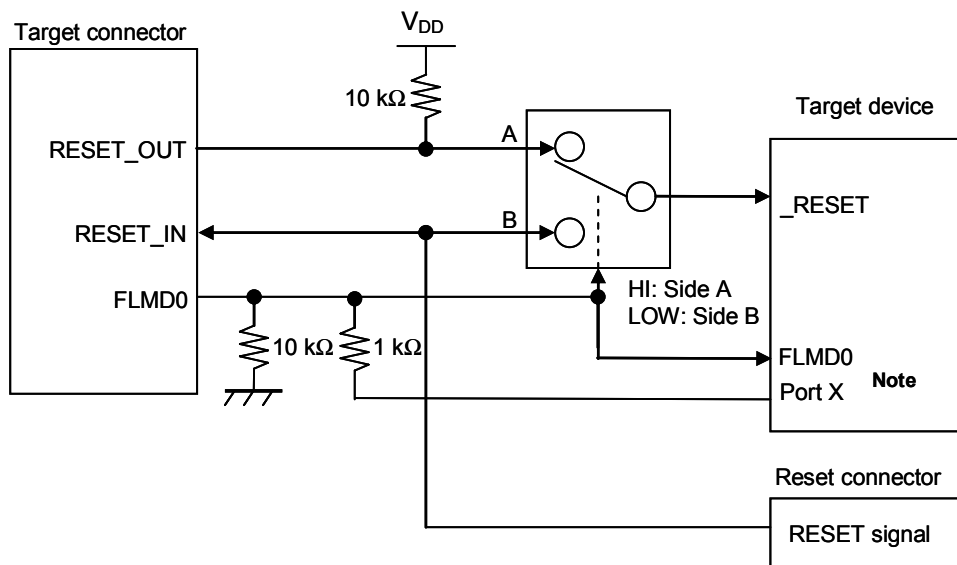 V_DD
Target connector
10 kΩ
Target device
A
RESET_OUT
_RESET
B
RESET_IN
HI: Side A
LOW: Side B
FLMD0
10 kΩ
1 kΩ
FLMD0
Port X
Note
Reset connector
RESET signal